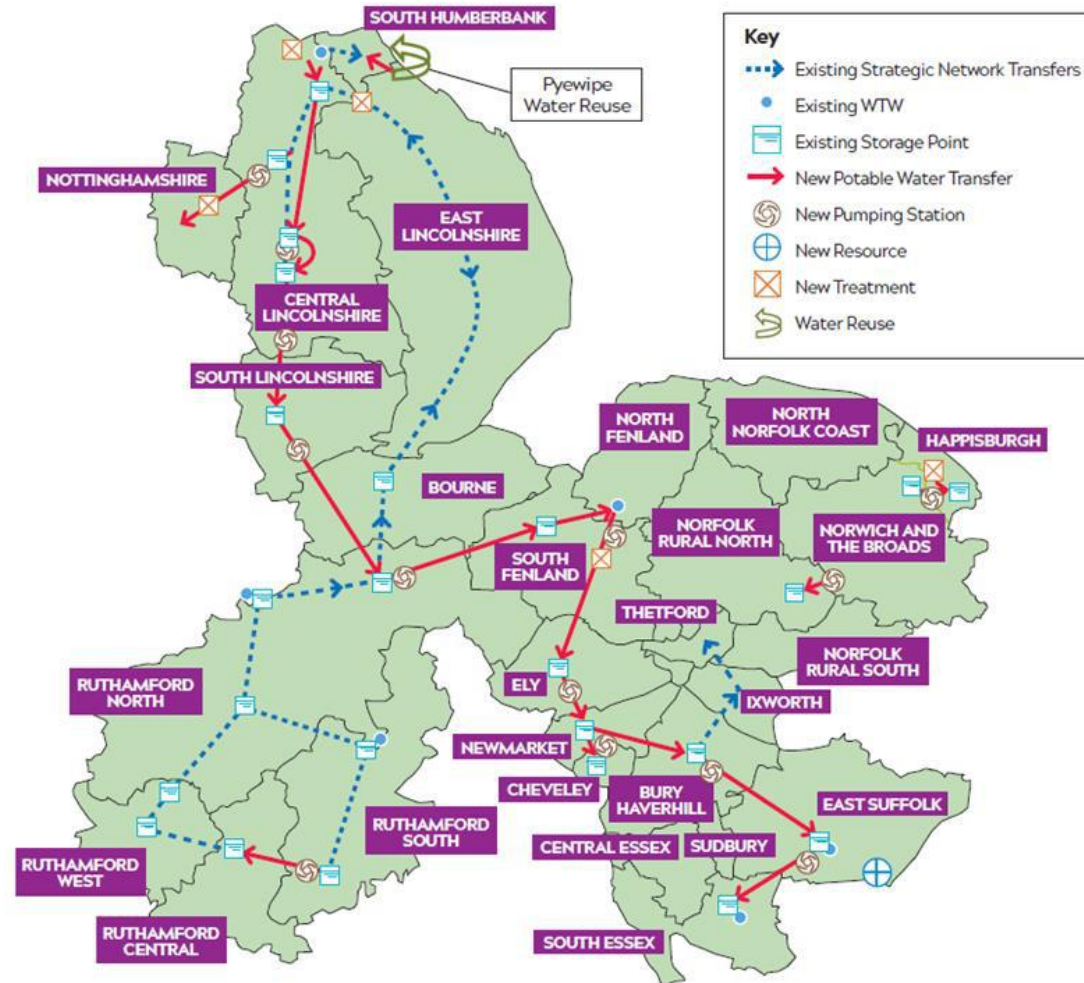 SOUTH HUMBERBANK
Pyewipe
Water Reuse
Key
Existing Strategic Network Transfers
Existing WTW
Existing Storage Point
New Potable Water Transfer
New Pumping Station
New Resource
New Treatment
Water Reuse
NOTTINGHAMSHIRE
EAST
LINCOLNSHIRE
CENTRAL
LINCOLNSHIRE
SOUTH LINCOLNSHIRE
BOURNE
NORTH
FENLAND
NORTH
NORFOLK COAST
HAPPISBURGH
SOUTH
FENLAND
NORFOLK
RURAL NORTH
NORWICH AND
THE BROADS
THETFORD
NORFOLK
RURAL SOUTH
RUTHAMFORD
NORTH
ELY
IXWORTH
NEWMARKET
CHEVELEY
BURY
HAVERHILL
EAST SUFFOLK
RUTHAMFORD
SOUTH
CENTRAL ESSEX
SUDBURY
RUTHAMFORD
WEST
RUTHAMFORD
CENTRAL
SOUTH ESSEX